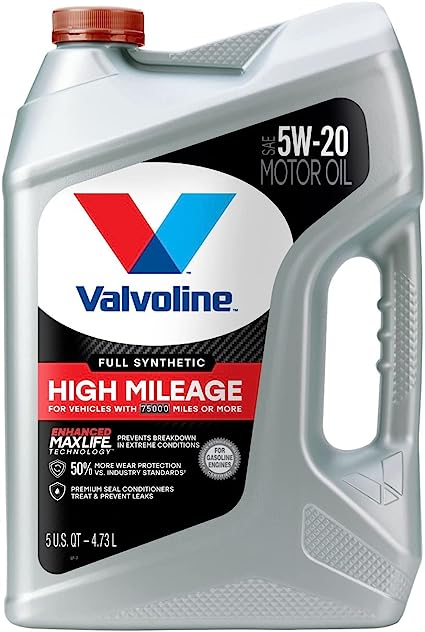 SAE 5W-20
MOTOR OIL
Valvoline™
FULL SYNTHETIC
HIGH MILEAGE
FOR VEHICLES WITH 75000 MILES OR MORE
ENHANCED
MAXLIFE
TECHNOLOGY™
PREVENTS BREAKDOWN
IN EXTREME CONDITIONS
50% MORE WEAR PROTECTION
VS. INDUSTRY STANDARDS†
FOR
GASOLINE
ENGINES
PREMIUM SEAL CONDITIONERS
TREAT & PREVENT LEAKS
5 U.S. QT – 4.73 L